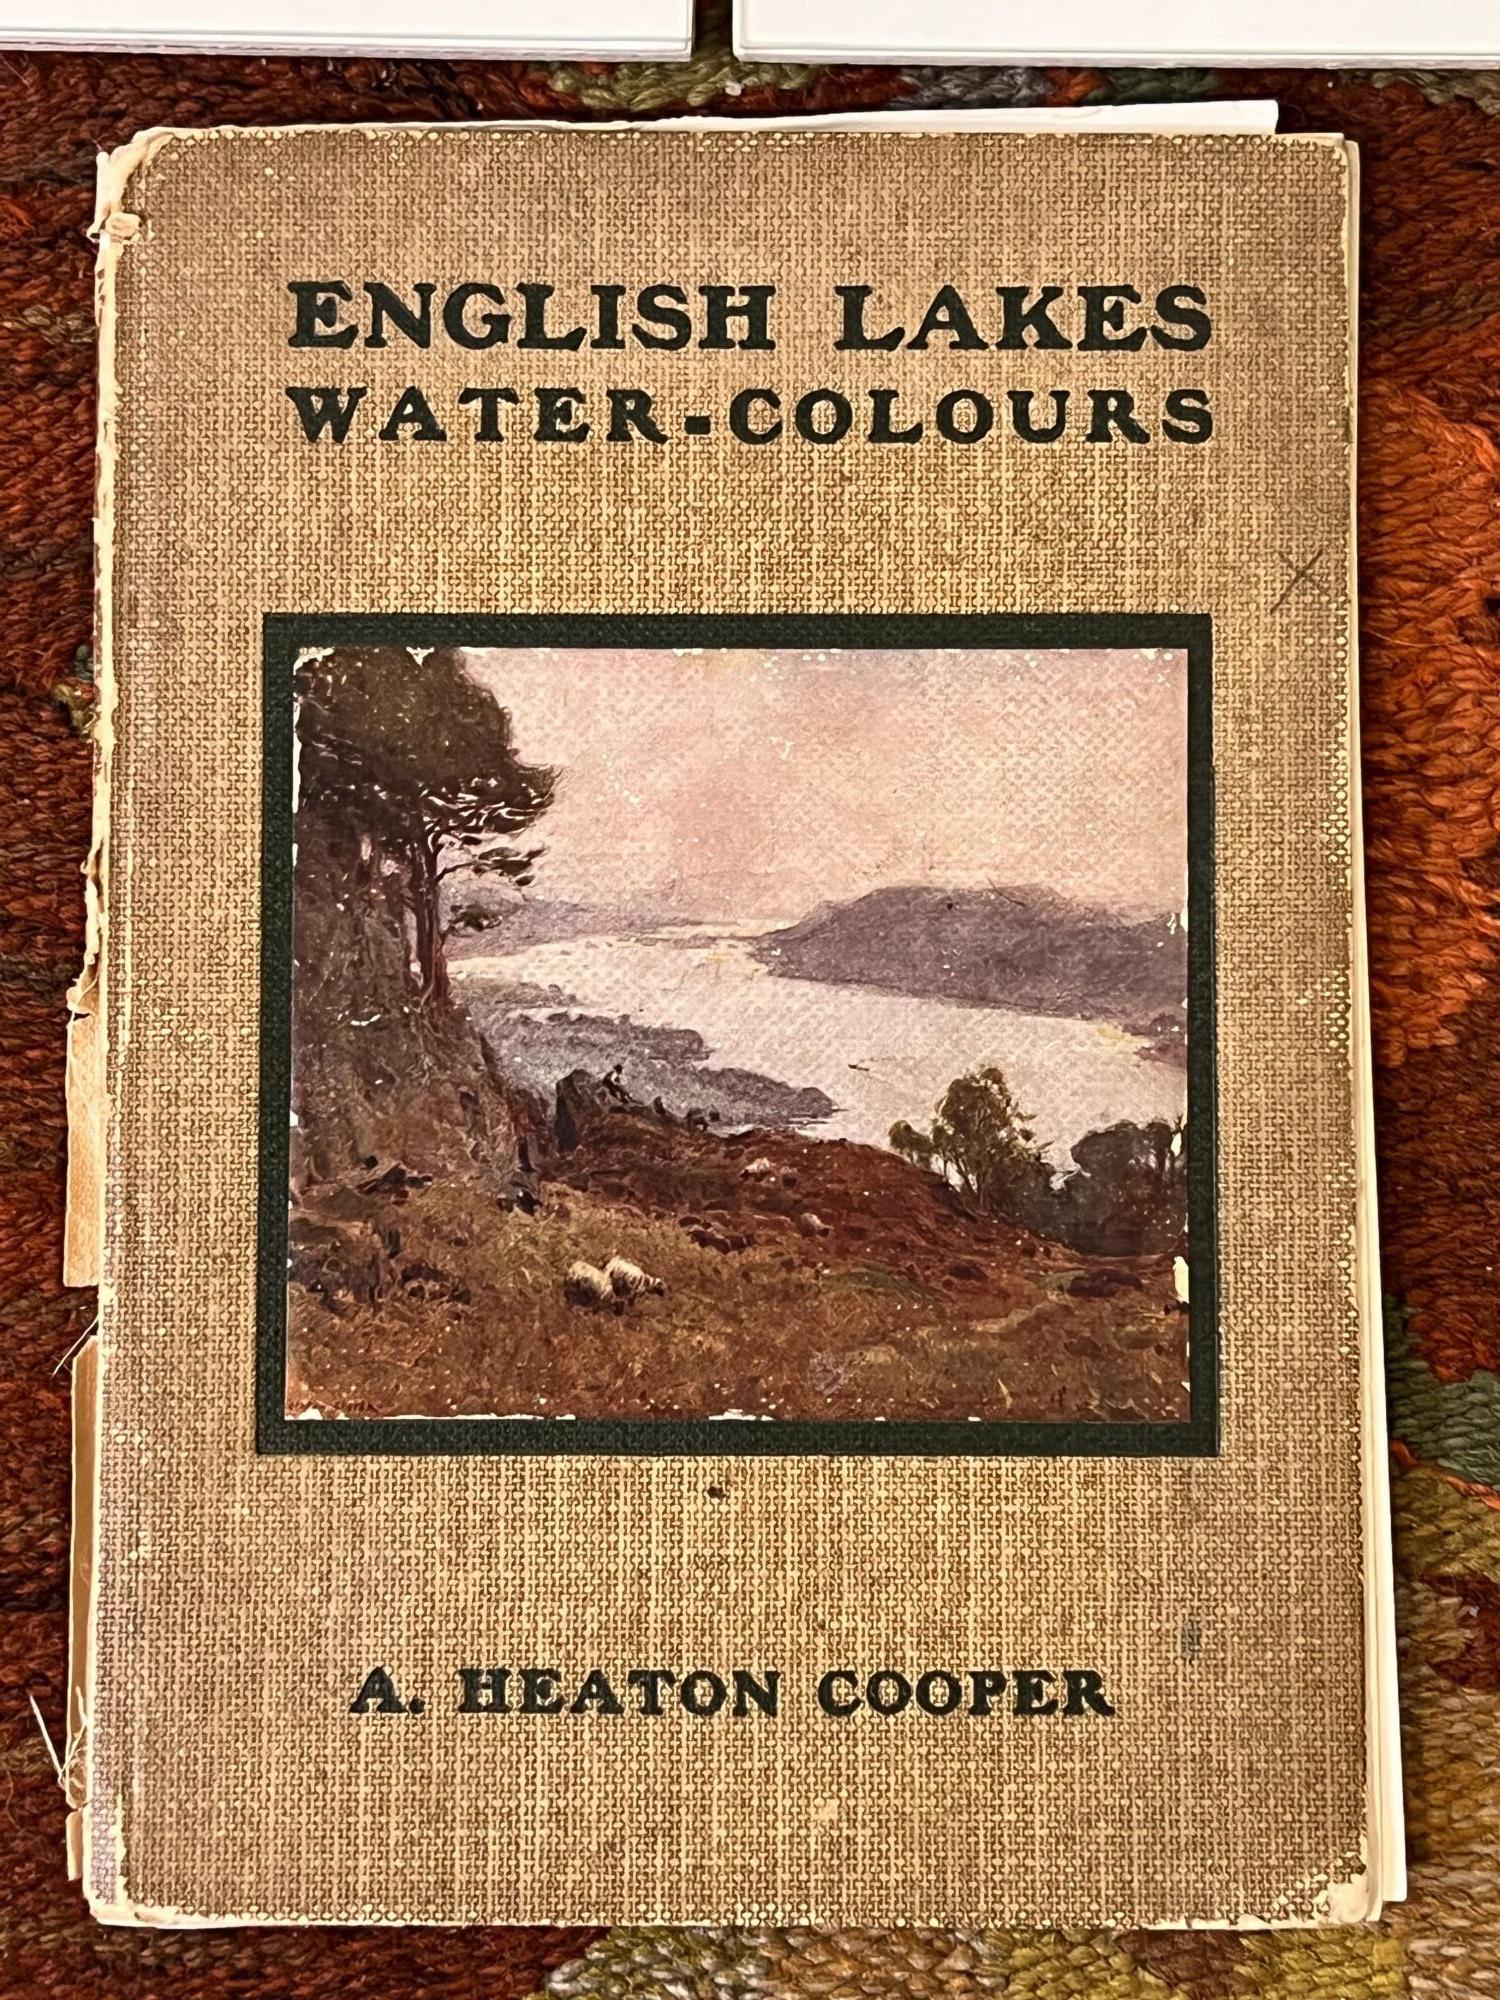 ENGLISH LAKES
WATER-COLOURS
A. HEATON COOPER